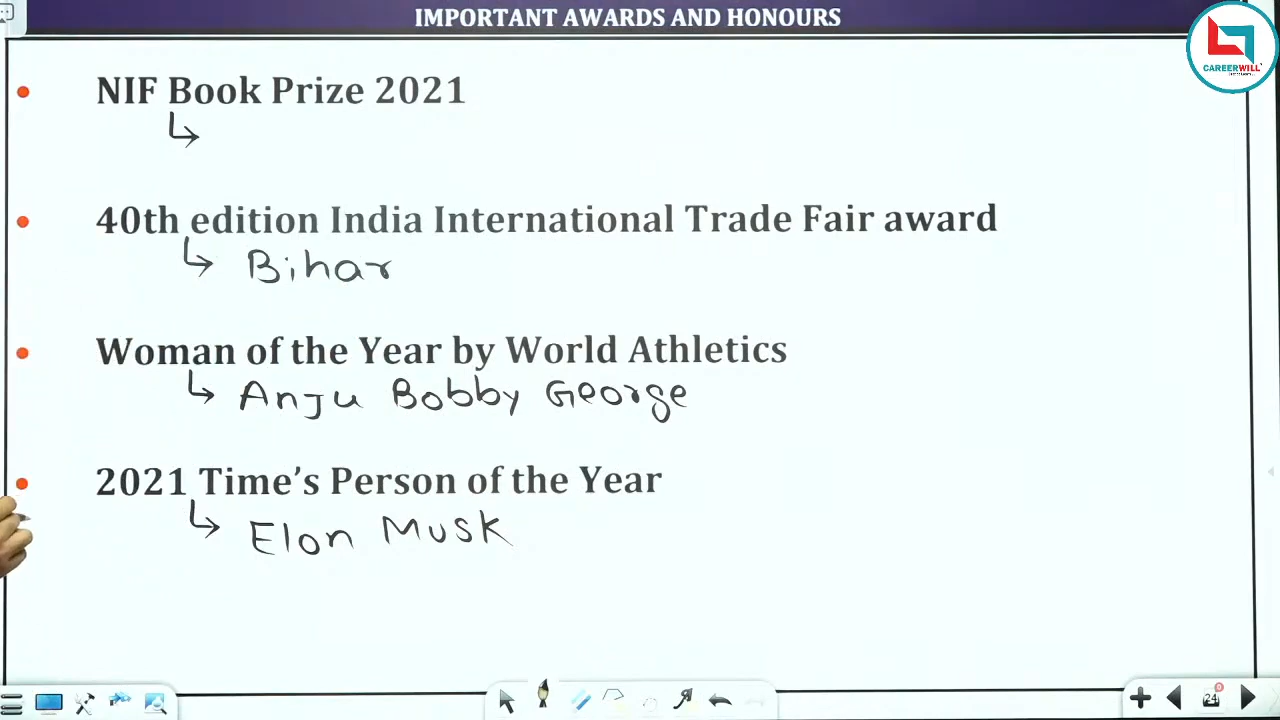 IMPORTANT AWARDS AND HONOURS
CAREERWILL
• NIF Book Prize 2021
↳
• 40th edition India International Trade Fair award
↳ Bihar
• Woman of the Year by World Athletics
↳ Anju Bobby George
• 2021 Time’s Person of the Year
↳ Elon Musk
24